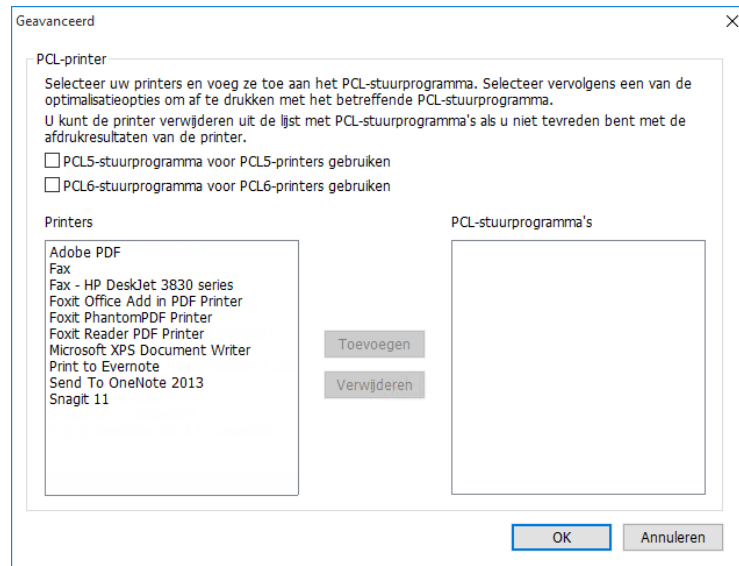 Geavanceerd
PCL-printer
Selecteer uw printers en voeg ze toe aan het PCL-stuurprogramma. Selecteer vervolgens een van de
optimalisatieopties om af te drukken met het betreffende PCL-stuurprogramma.
U kunt de printer verwijderen uit de lijst met PCL-stuurprogramma's als u niet tevreden bent met de
afdrukresultaten van de printer.
PCL5-stuurprogramma voor PCL5-printers gebruiken
PCL6-stuurprogramma voor PCL6-printers gebruiken
Printers
Adobe PDF
Fax
Fax - HP DeskJet 3830 series
Foxit Office Add in PDF Printer
Foxit PhantomPDF Printer
Foxit Reader PDF Printer
Microsoft XPS Document Writer
Print to Evernote
Send To OneNote 2013
Snagit 11
Toevoegen
Verwijderen
PCL-stuurprogramma's
OK
Annuleren